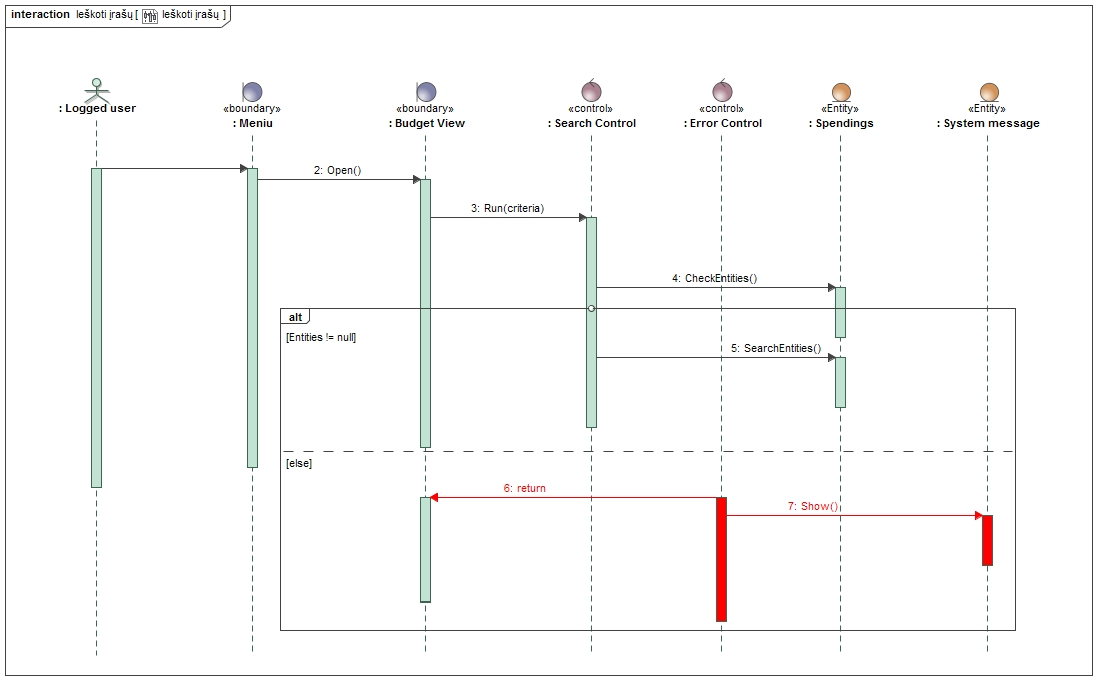 interaction Ieškoti įrašų [ Ieškoti įrašų ]
: Logged user
«boundary»
: Meniu
«boundary»
: Budget View
«control»
: Search Control
«control»
: Error Control
«Entity»
: Spendings
«Entity»
: System message
2: Open()
3: Run(criteria)
4: CheckEntities()
alt
[Entities != null]
5: SearchEntities()
[else]
6: return
7: Show()